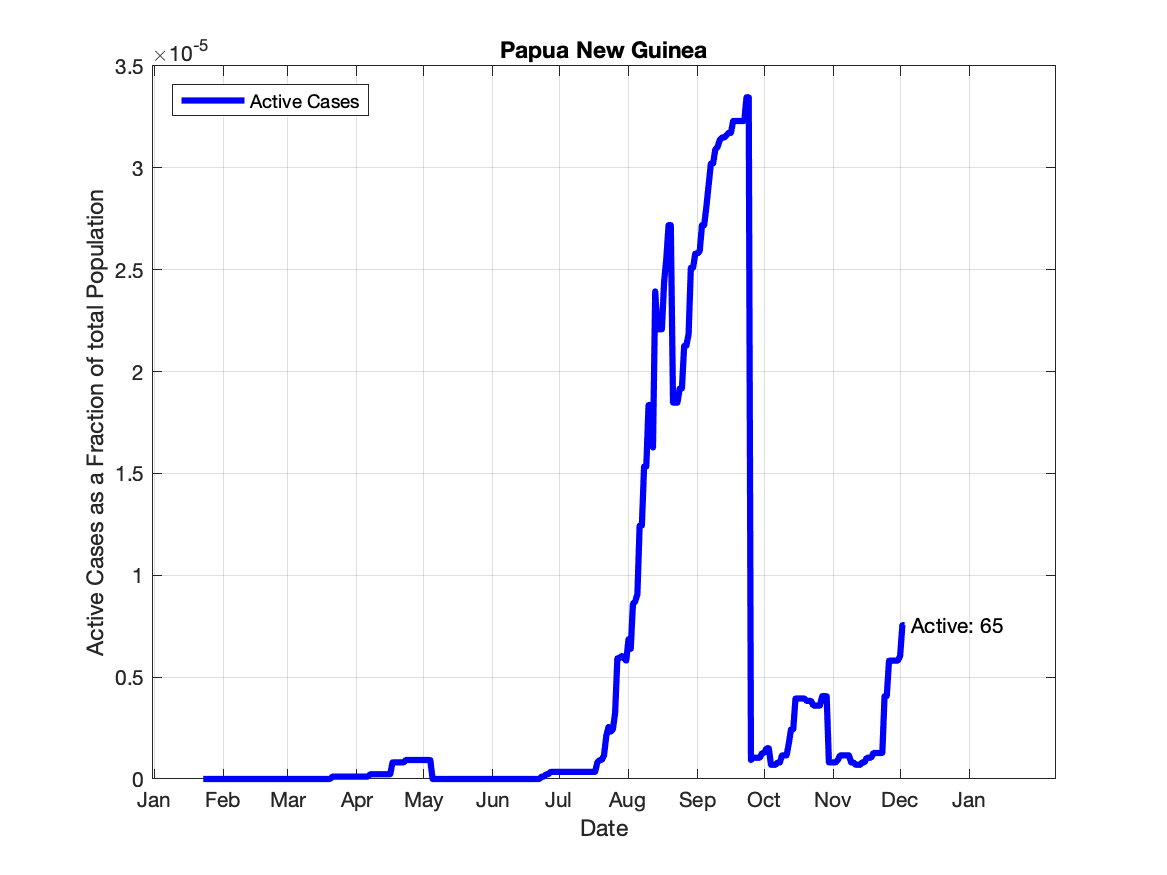 Papua New Guinea
×10-5
Active Cases
3.5
3
2.5
2
1.5
1
0.5
0
Active Cases as a Fraction of total Population
Active: 65
Jan Feb Mar Apr May Jun Jul Aug Sep Oct Nov Dec Jan
Date